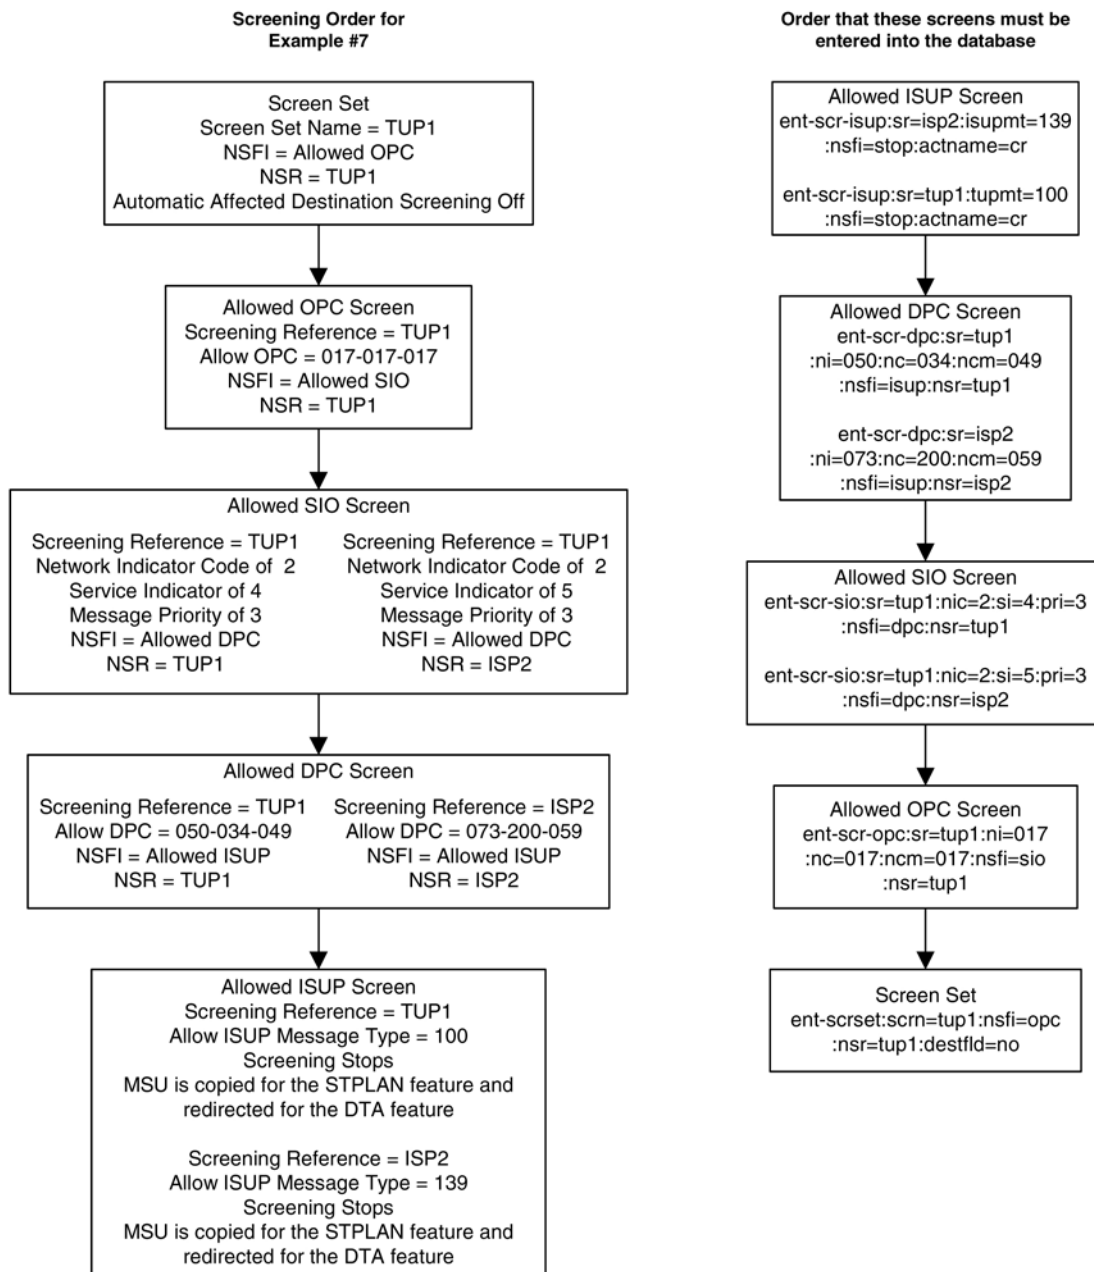 Screening Order for
Example #7
Screen Set
Screen Set Name = TUP1
NSFI = Allowed OPC
NSR = TUP1
Automatic Affected Destination Screening Off
Allowed OPC Screen
Screening Reference = TUP1
Allow OPC = 017-017-017
NSFI = Allowed SIO
NSR = TUP1
Allowed SIO Screen
Screening Reference = TUP1
Network Indicator Code of 2
Service Indicator of 4
Message Priority of 3
NSFI = Allowed DPC
NSR = TUP1
Screening Reference = TUP1
Network Indicator Code of 2
Service Indicator of 5
Message Priority of 3
NSFI = Allowed DPC
NSR = ISP2
Allowed DPC Screen
Screening Reference = TUP1
Allow DPC = 050-034-049
NSFI = Allowed ISUP
NSR = TUP1
Screening Reference = ISP2
Allow DPC = 073-200-059
NSFI = Allowed ISUP
NSR = ISP2
Allowed ISUP Screen
Screening Reference = TUP1
Allow ISUP Message Type = 100
Screening Stops
MSU is copied for the STPLAN feature and
redirected for the DTA feature
Screening Reference = ISP2
Allow ISUP Message Type = 139
Screening Stops
MSU is copied for the STPLAN feature and
redirected for the DTA feature
Order that these screens must be
entered into the database
Allowed ISUP Screen
ent-scr-isup:sr=isp2:isupmt=139
:nsfi=stop:actname=cr
ent-scr-isup:sr=tup1:tupmt=100
:nsfi=stop:actname=cr
Allowed DPC Screen
ent-scr-dpc:sr=tup1
:ni=050:nc=034:ncm=049
:nsfi=isup:nsr=tup1
ent-scr-dpc:sr=isp2
:ni=073:nc=200:ncm=059
:nsfi=isup:nsr=isp2
Allowed SIO Screen
ent-scr-sio:sr=tup1:nic=2:si=4:pri=3
:nsfi=dpc:nsr=tup1
ent-scr-sio:sr=tup1:nic=2:si=5:pri=3
:nsfi=dpc:nsr=isp2
Allowed OPC Screen
ent-scr-opc:sr=tup1:ni=017
:nc=017:ncm=017:nsfi=sio
:nsr=tup1
Screen Set
ent-scrset:scrn=tup1:nsfi=opc
:nsr=tup1:destfld=no